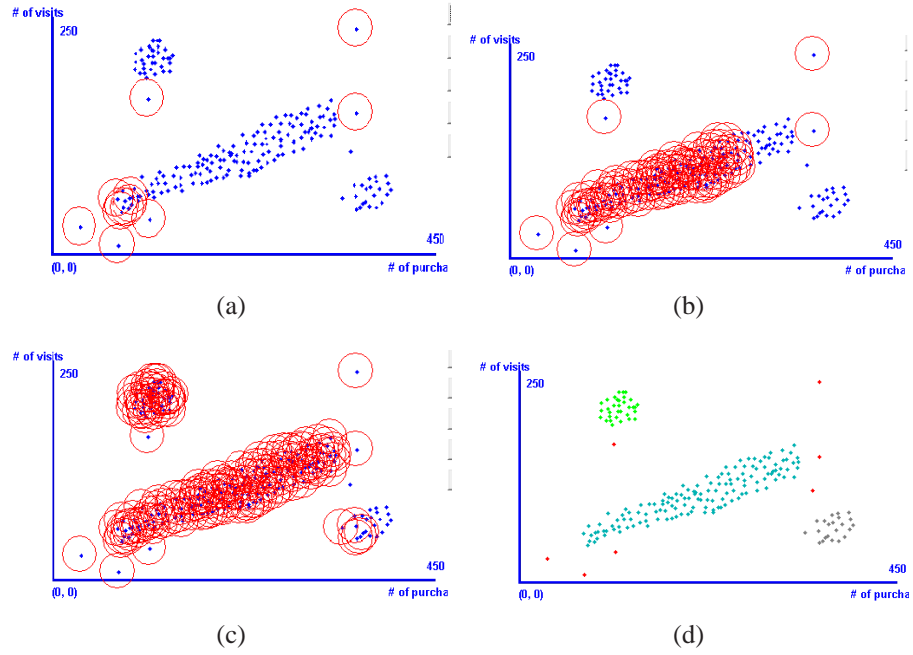 # of visits
250
450
(0, 0)
# of purcha
(a)
# of visits
250
450
(0, 0)
# of purcha
(b)
# of visits
250
450
(0, 0)
# of purcha
(c)
# of visits
250
450
(0, 0)
# of purcha
(d)